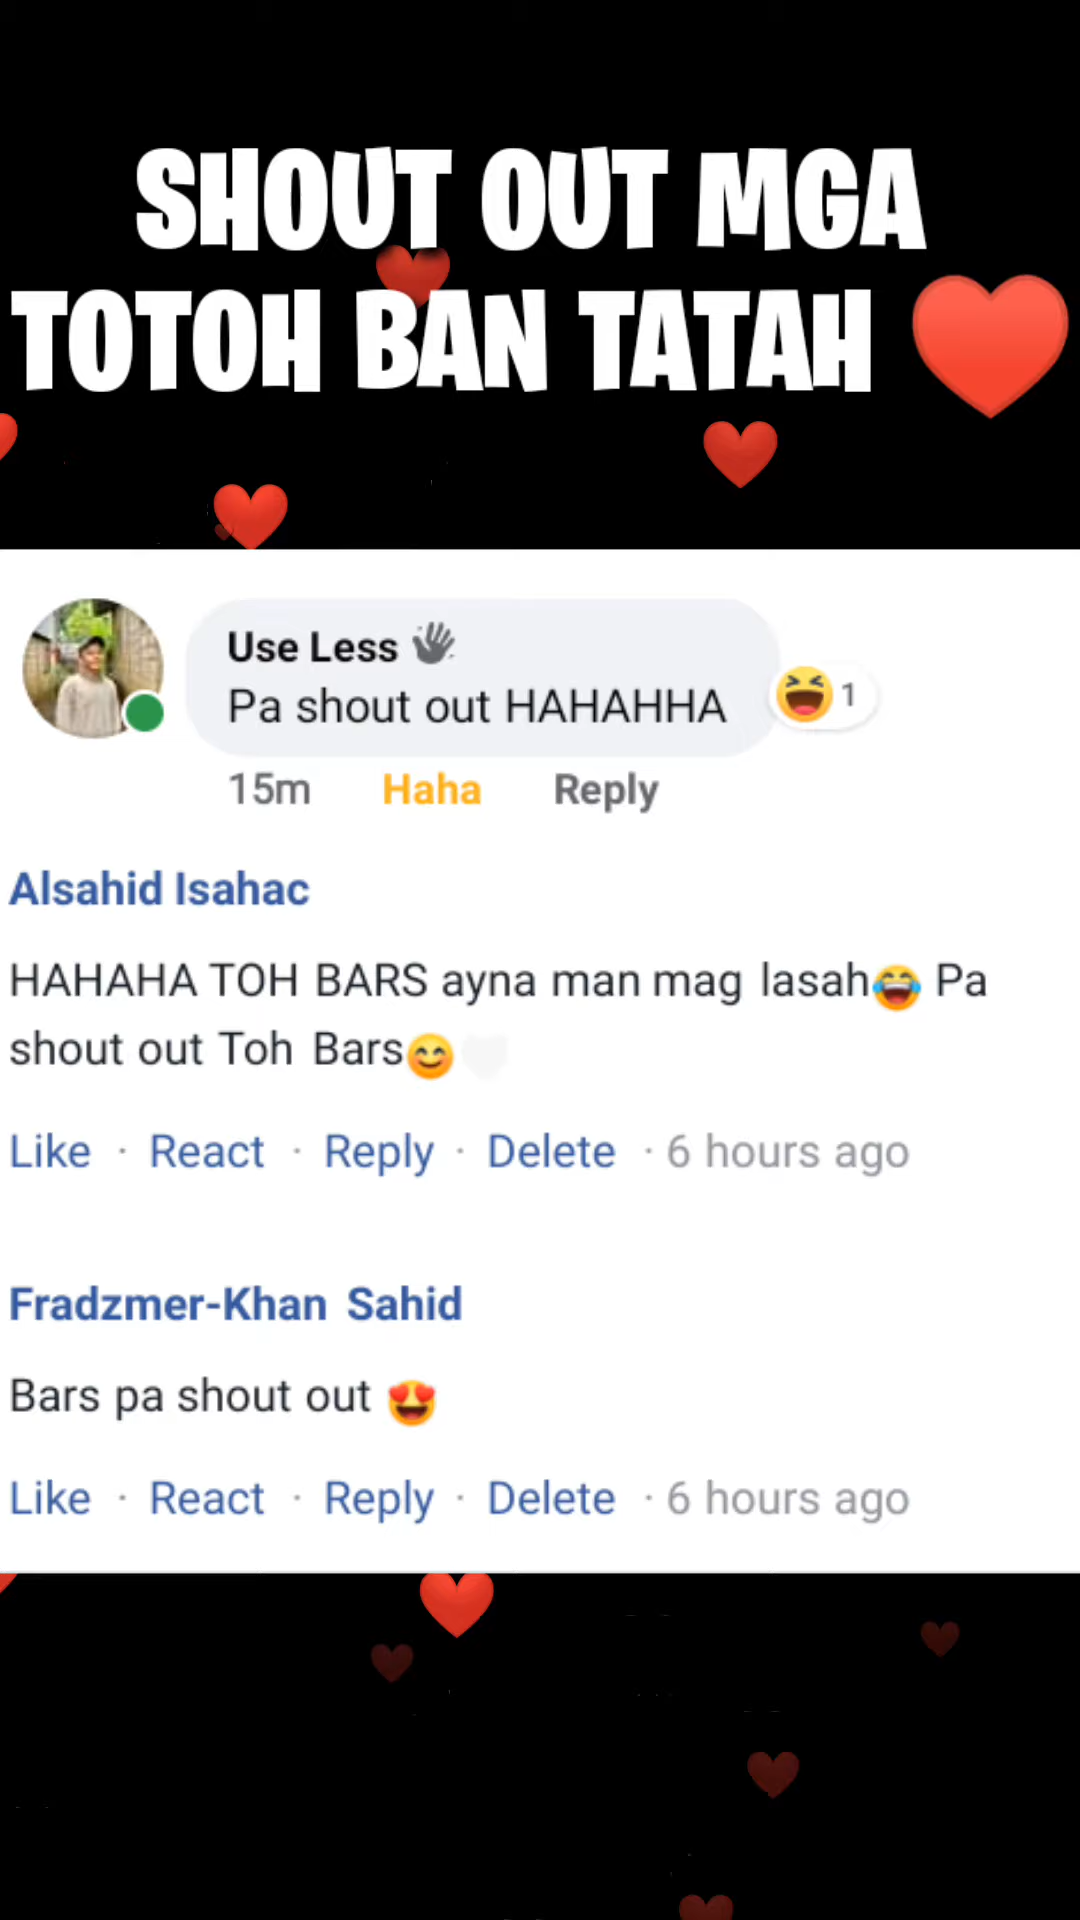 SHOUT OUT MGA
TOTOH BAN TATAH ❤️
Use Less 👋
Pa shout out HAHAHHA
😆 1
15m Haha Reply
Alsahid Isahac
HAHAHA TOH BARS ayna man mag lasah😂 Pa
shout out Toh Bars😊🤍
Like · React · Reply · Delete · 6 hours ago
Fradzmer-Khan Sahid
Bars pa shout out 😍
Like · React · Reply · Delete · 6 hours ago